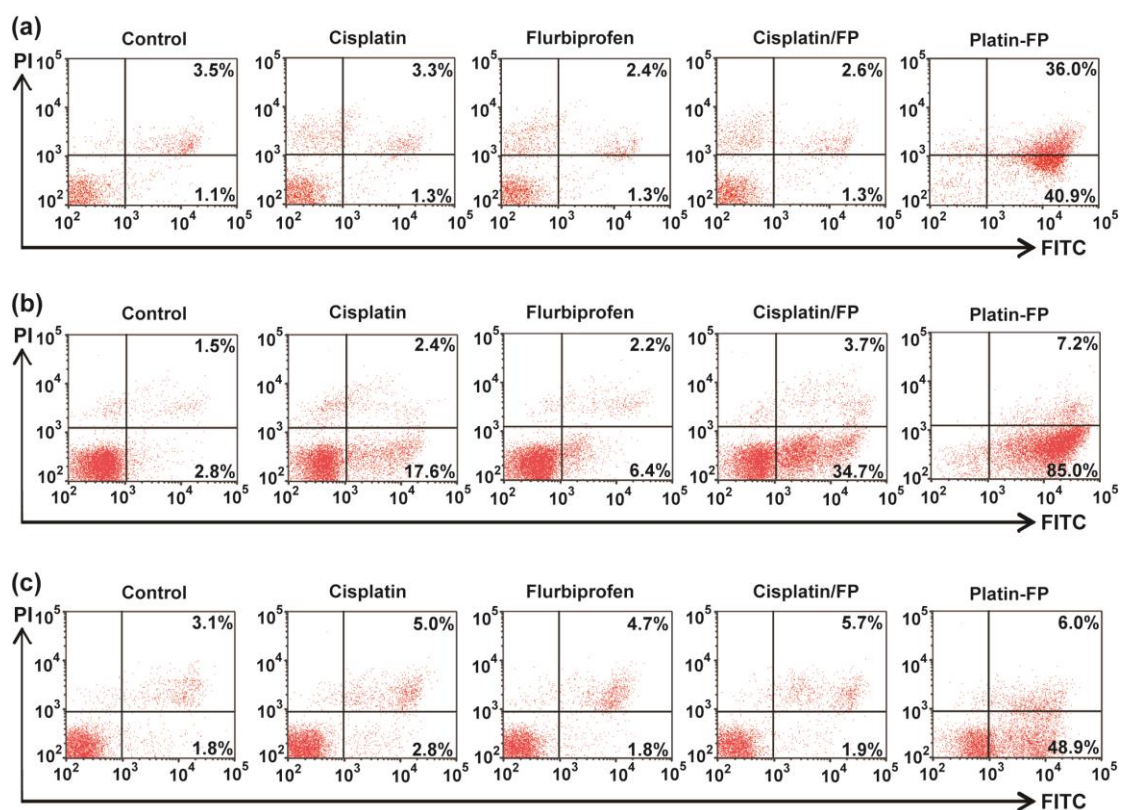 (a)
PI
Control Cisplatin Flurbiprofen Cisplatin/FP Platin-FP
10^5 10^5 10^5 10^5 10^5
3.5% 3.3% 2.4% 2.6% 36.0%
10^4 10^4 10^4 10^4 10^4
10^3 10^3 10^3 10^3 10^3
10^2 10^2 10^2 10^2 10^2
1.1% 1.3% 1.3% 1.3% 40.9%
10^2 10^3 10^4 10^5 10^2 10^3 10^4 10^5 10^2 10^3 10^4 10^5 10^2 10^3 10^4 10^5 10^2 10^3 10^4 10^5
FITC
(b)
PI
Control Cisplatin Flurbiprofen Cisplatin/FP Platin-FP
10^5 10^5 10^5 10^5 10^5
1.5% 2.4% 2.2% 3.7% 7.2%
10^4 10^4 10^4 10^4 10^4
10^3 10^3 10^3 10^3 10^3
10^2 10^2 10^2 10^2 10^2
2.8% 17.6% 6.4% 34.7% 85.0%
10^2 10^3 10^4 10^5 10^2 10^3 10^4 10^5 10^2 10^3 10^4 10^5 10^2 10^3 10^4 10^5 10^2 10^3 10^4 10^5
FITC
(c)
PI
Control Cisplatin Flurbiprofen Cisplatin/FP Platin-FP
10^5 10^5 10^5 10^5 10^5
3.1% 5.0% 4.7% 5.7% 6.0%
10^4 10^4 10^4 10^4 10^4
10^3 10^3 10^3 10^3 10^3
10^2 10^2 10^2 10^2 10^2
1.8% 2.8% 1.8% 1.9% 48.9%
10^2 10^3 10^4 10^5 10^2 10^3 10^4 10^5 10^2 10^3 10^4 10^5 10^2 10^3 10^4 10^5 10^2 10^3 10^4 10^5
FITC